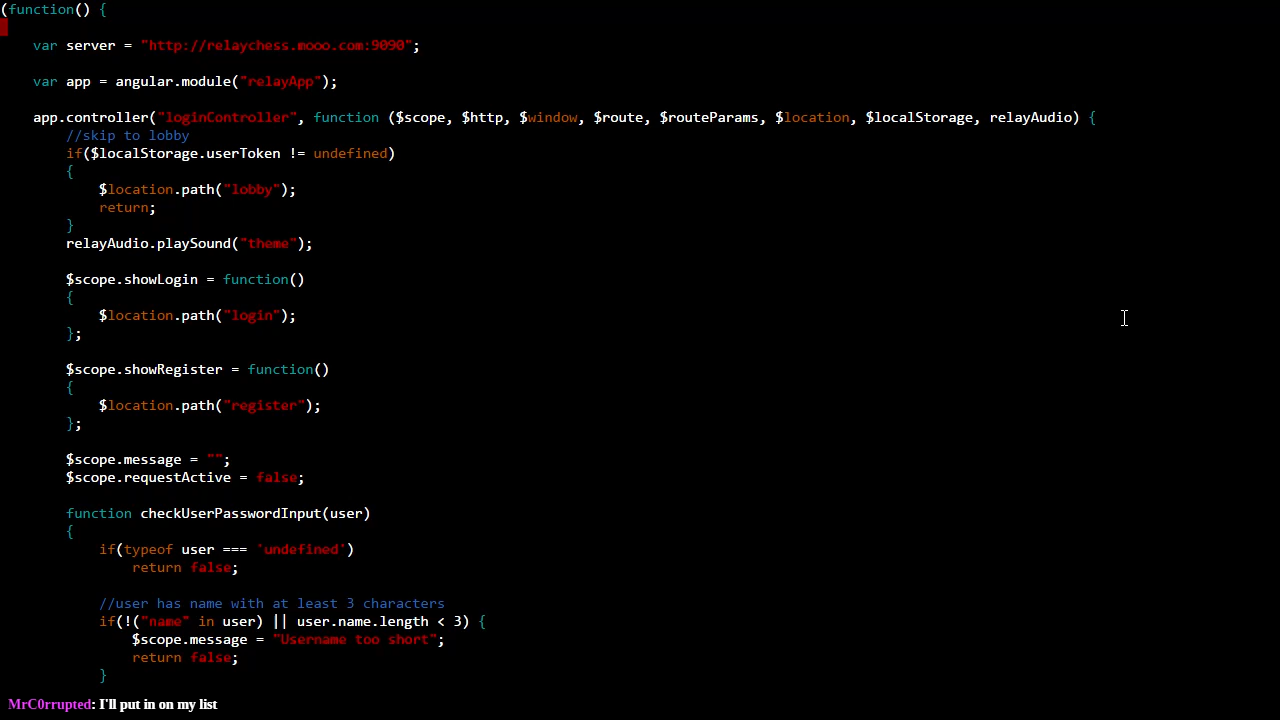 (function() {
var server = "http://relaychess.mooo.com:9090";
var app = angular.module("relayApp");
app.controller("loginController", function ($scope, $http, $window, $route, $routeParams, $location, $localStorage, relayAudio) {
//skip to lobby
if($localStorage.userToken != undefined)
{
$location.path("lobby");
return;
}
relayAudio.playSound("theme");
$scope.showLogin = function()
{
$location.path("login");
};
$scope.showRegister = function()
{
$location.path("register");
};
$scope.message = "";
$scope.requestActive = false;
function checkUserPasswordInput(user)
{
if(typeof user === 'undefined')
return false;
//user has name with at least 3 characters
if(!("name" in user) || user.name.length < 3) {
$scope.message = "Username too short";
return false;
}
MrC0rrupted: I'll put in on my list